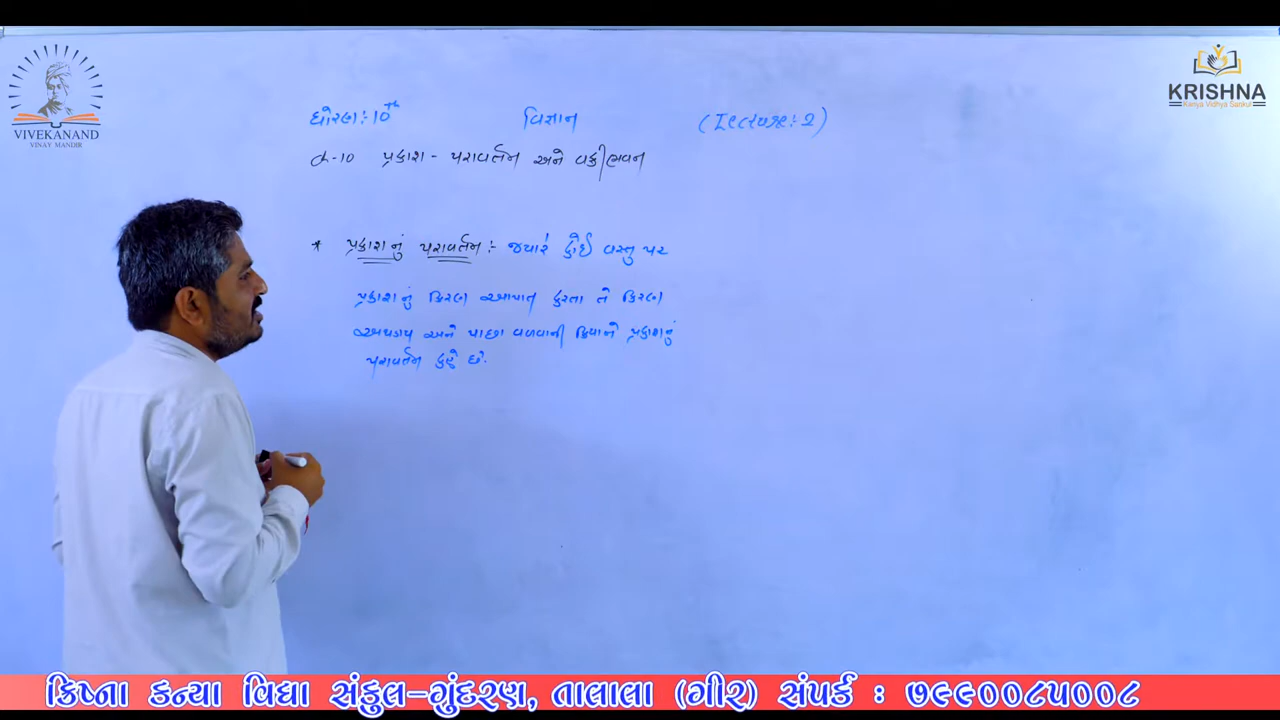 VIVEKANAND
VINAY MANDIR
KRISHNA
Kanya Vidhya Sankul
ધોરણ : 10th વિજ્ઞાન (Lecture: 2)
ch-10 પ્રકાશ - પરાવર્તન અને વક્રીભવન
* પ્રકાશનું પરાવર્તન :- જયારે કોઈ વસ્તુ પર
પ્રકાશનું કિરણ આપાત કરતા તે કિરણ
અથડાય અને પાછા વળવાની ક્રિયાને પ્રકાશનું
પરાવર્તન કહે છે.
ક્રિષ્ના કન્યા વિદ્યા સંકુલ-ગુંદરણ, તાલાલા (ગીર) સંપર્ક : ૭૯૯૦૦૮૫૦૦૮